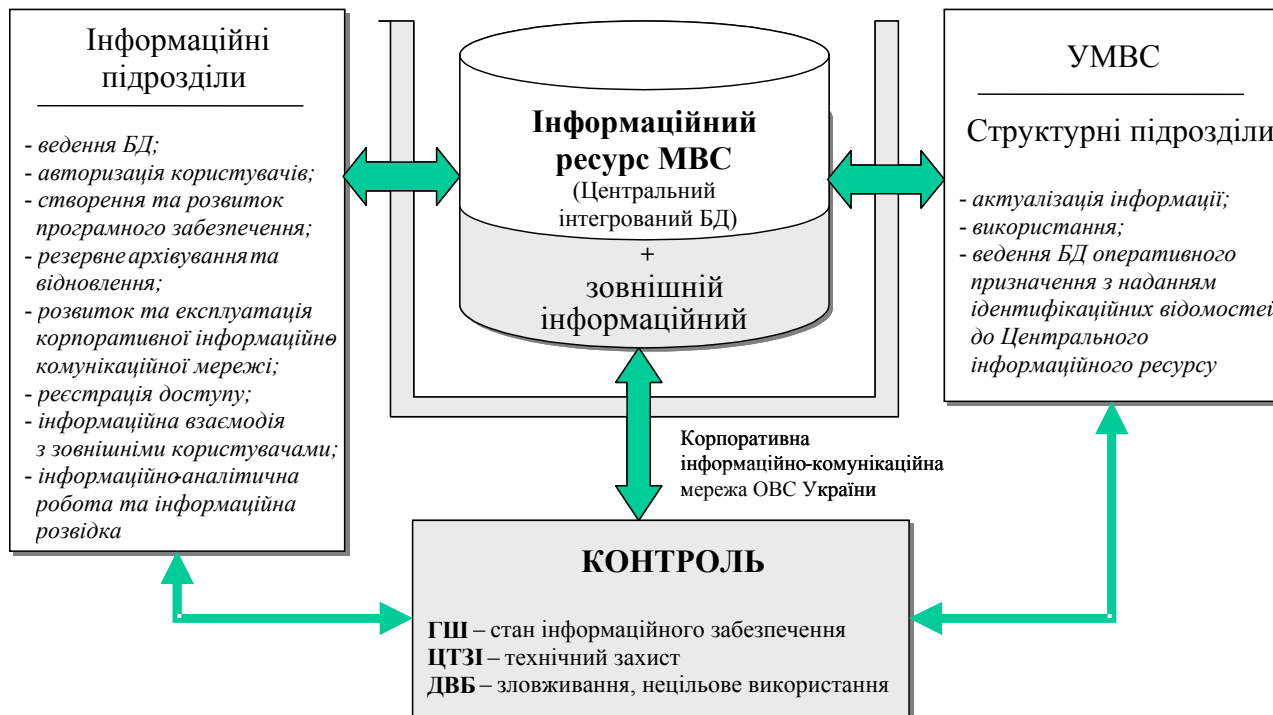 Інформаційні
підрозділи
- ведення БД;
- авторизація користувачів;
- створення та розвиток
програмного забезпечення;
- резервне архівування та
відновлення;
- розвиток та експлуатація
корпоративної інформаційно-
комунікаційної мережі;
- реєстрація доступу;
- інформаційна взаємодія
з зовнішніми користувачами;
- інформаційно-аналітична
робота та інформаційна
розвідка
Інформаційний
ресурс МВС
(Центральний
інтегрований БД)
+
зовнішній
інформаційний
УМВС
Структурні підрозділи
- актуалізація інформації;
- використання;
- ведення БД оперативного
призначення з наданням
ідентифікаційних відомостей
до Центрального
інформаційного ресурсу
Корпоративна
інформаційно-комунікаційна
мережа ОВС України
КОНТРОЛЬ
ГШ – стан інформаційного забезпечення
ЦТЗІ – технічний захист
ДВБ – зловживання, нецільове використання